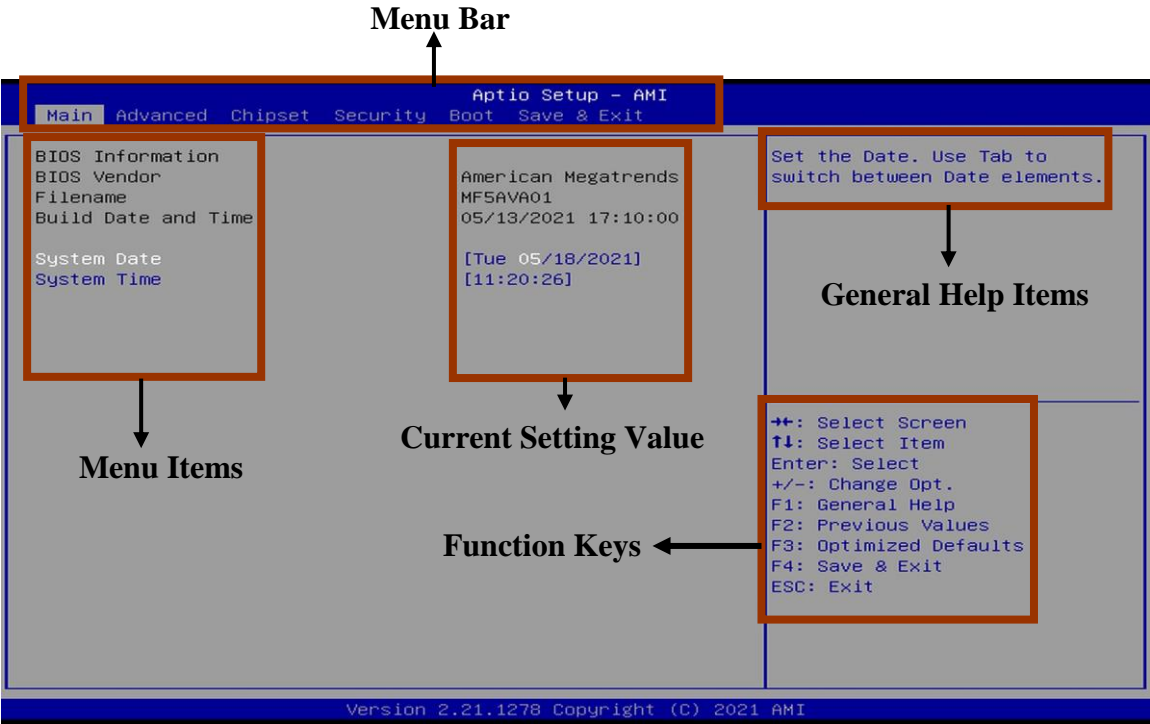 Menu Bar
Aptio Setup – AMI
Main Advanced Chipset Security Boot Save & Exit
BIOS Information
BIOS Vendor American Megatrends
Filename MF5AVA01
Build Date and Time 05/13/2021 17:10:00
System Date [Tue 05/18/2021]
System Time [11:20:26]
Set the Date. Use Tab to
switch between Date elements.
General Help Items
Current Setting Value
Menu Items
→←: Select Screen
↑↓: Select Item
Enter: Select
+/-: Change Opt.
F1: General Help
F2: Previous Values
F3: Optimized Defaults
F4: Save & Exit
ESC: Exit
Function Keys
Version 2.21.1278 Copyright (C) 2021 AMI